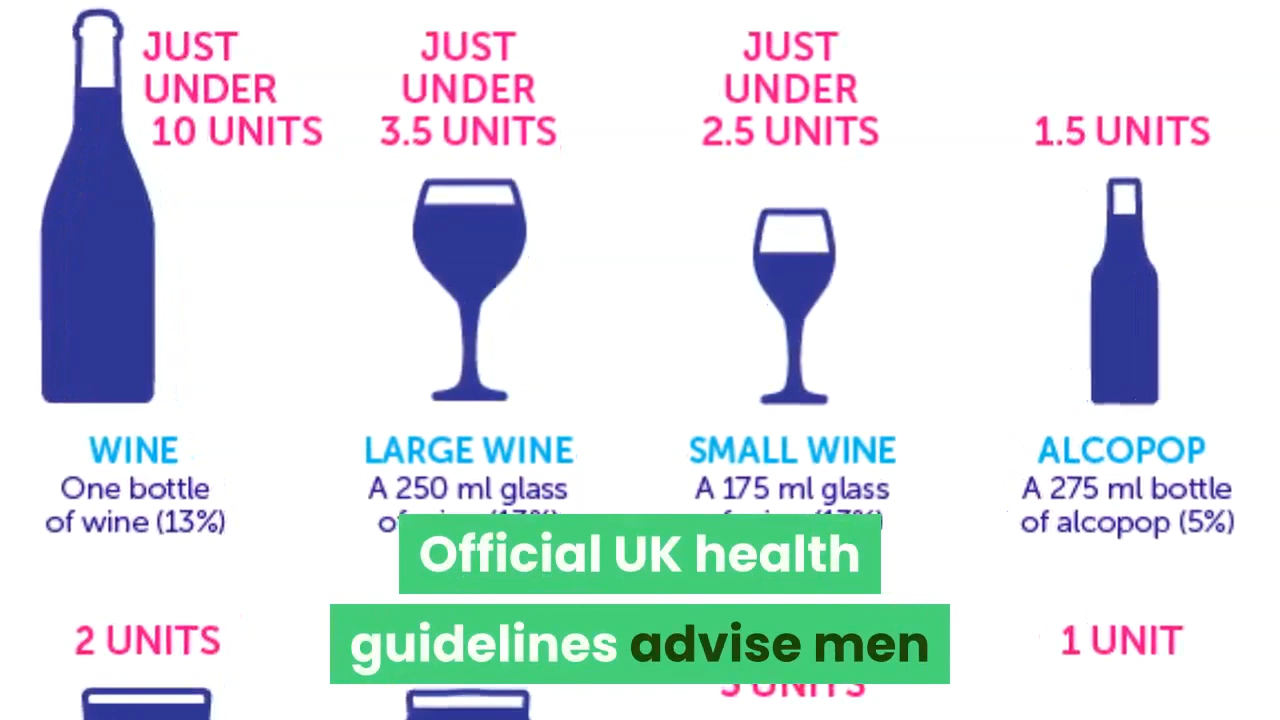 JUST
UNDER
10 UNITS
JUST
UNDER
3.5 UNITS
JUST
UNDER
2.5 UNITS
1.5 UNITS
WINE
One bottle
of wine (13%)
LARGE WINE
A 250 ml glass
SMALL WINE
A 175 ml glass
ALCOPOP
A 275 ml bottle
of alcopop (5%)
Official UK health
guidelines advise men
2 UNITS
UNITS
1 UNIT